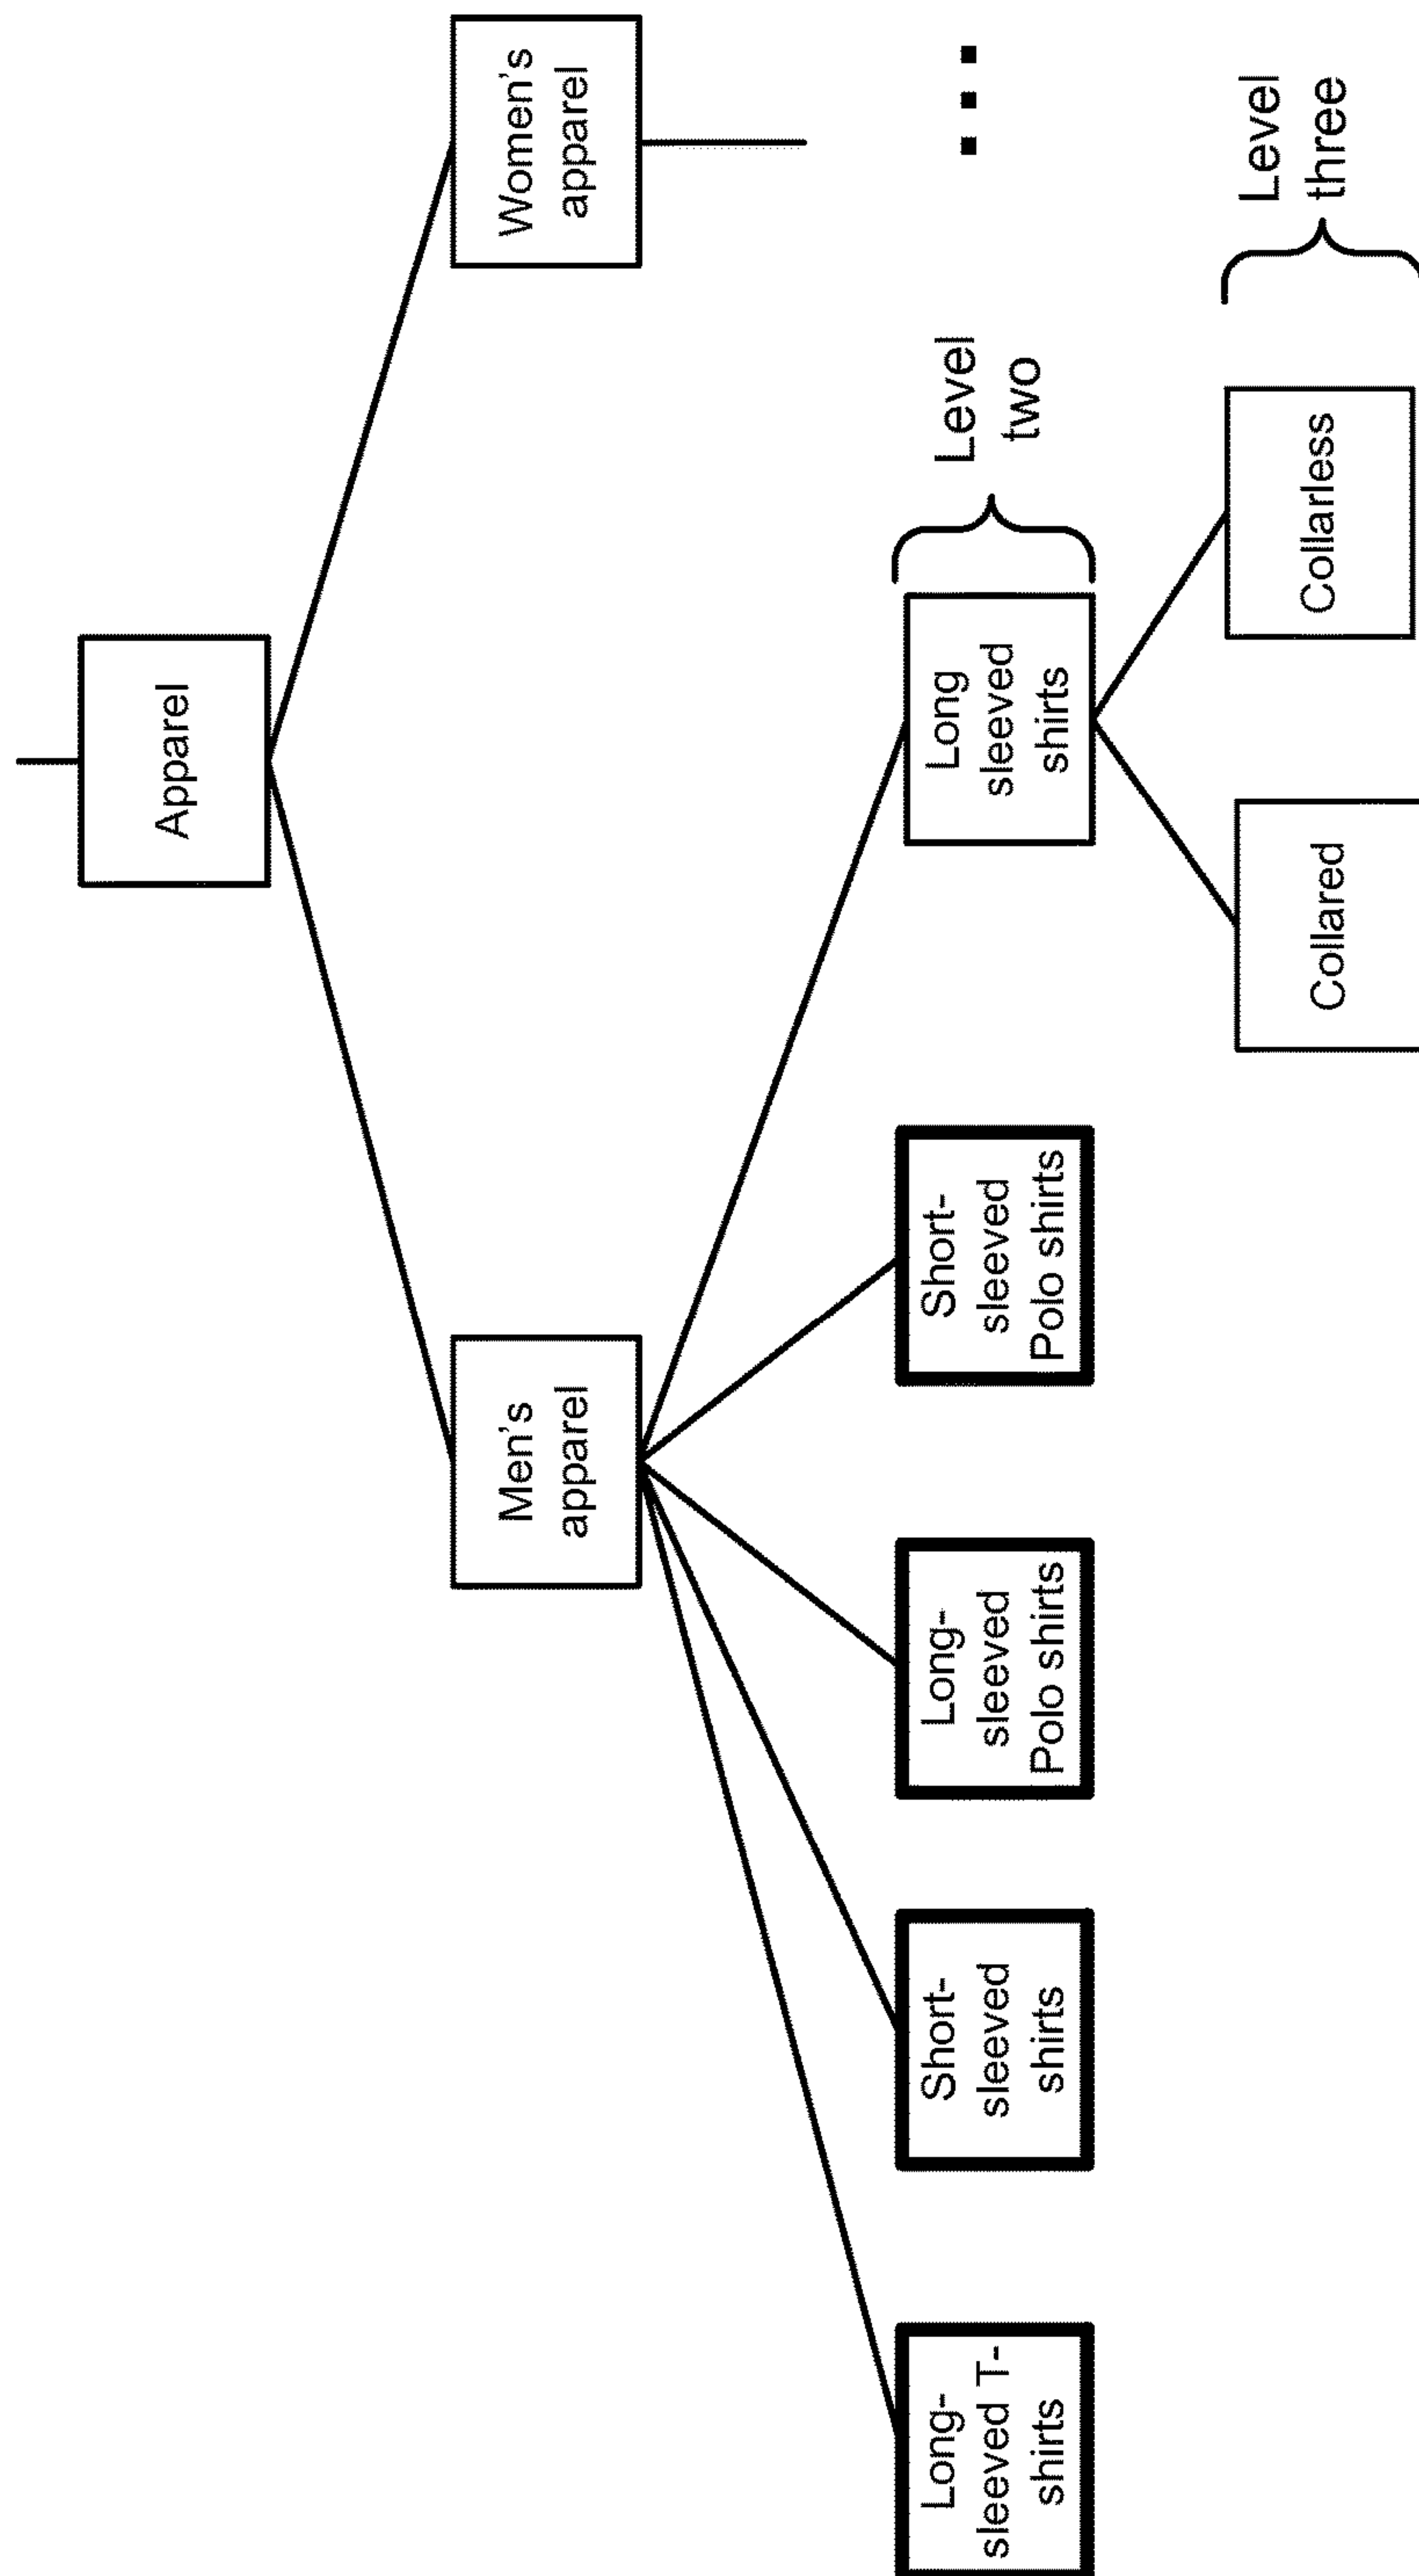 Apparel
Men's
apparel
Women's
apparel
Long-
sleeved T-
shirts
Short-
sleeved
shirts
Long-
sleeved
Polo shirts
Short-
sleeved
Polo shirts
Long
sleeved
shirts
Level
two
Collared
Collarless
Level
three